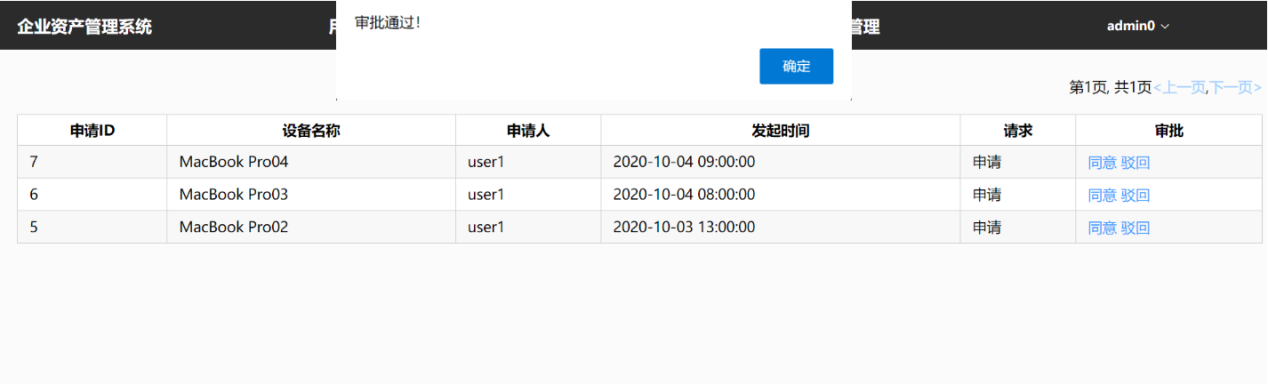 企业资产管理系统
审批通过！
管理
admin0
确定
第1页, 共1页<上一页,下一页>
申请ID 设备名称 申请人 发起时间 请求 审批
7 MacBook Pro04 user1 2020-10-04 09:00:00 申请 同意 驳回
6 MacBook Pro03 user1 2020-10-04 08:00:00 申请 同意 驳回
5 MacBook Pro02 user1 2020-10-03 13:00:00 申请 同意 驳回